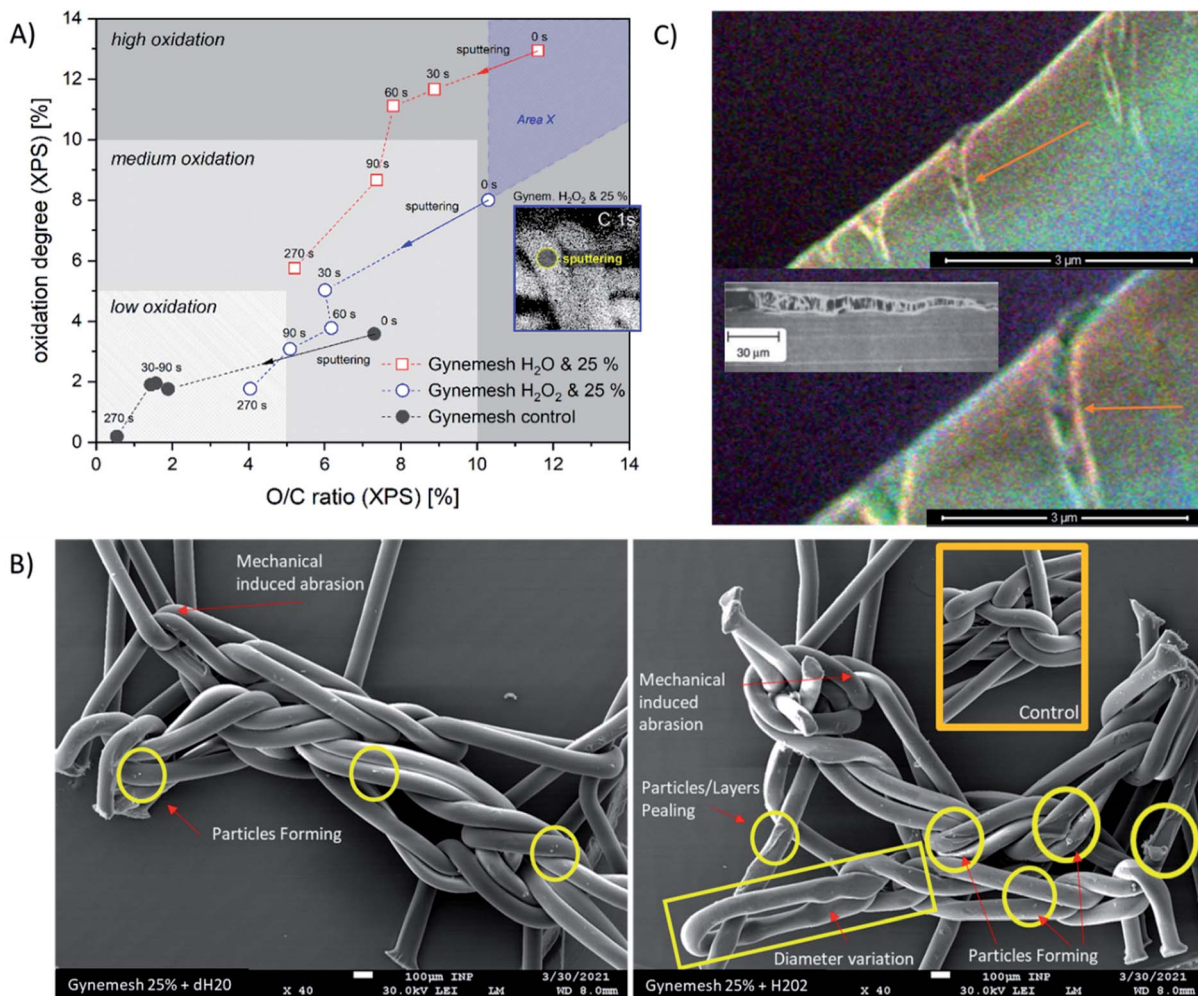 A)
high oxidation
medium oxidation
low oxidation
sputtering
0 s
30 s
60 s
90 s
270 s
Area X
0 s
sputtering
30 s
60 s
90 s
270 s
0 s
sputtering
30-90 s
270 s
Gynem. H₂O₂ & 25 %
C 1s
sputtering
Gynemesh H₂O & 25 %
Gynemesh H₂O₂ & 25 %
Gynemesh control
oxidation degree (XPS) [%]
14
12
10
8
6
4
2
0
0 2 4 6 8 10 12 14
O/C ratio (XPS) [%]
C)
3 µm
30 µm
3 µm
B)
Mechanical
induced abrasion
Particles Forming
Gynemesh 25% + dH20
100µm INP
3/30/2021
X 40
30.0kV LEI
LM
WD 8.0mm
Control
Mechanical
induced
abrasion
Particles/Layers
Pealing
Diameter variation
Particles Forming
Gynemesh 25% + H2O2
100µm INP
3/30/2021
X 40
30.0kV LEI
LM
WD 8.0mm